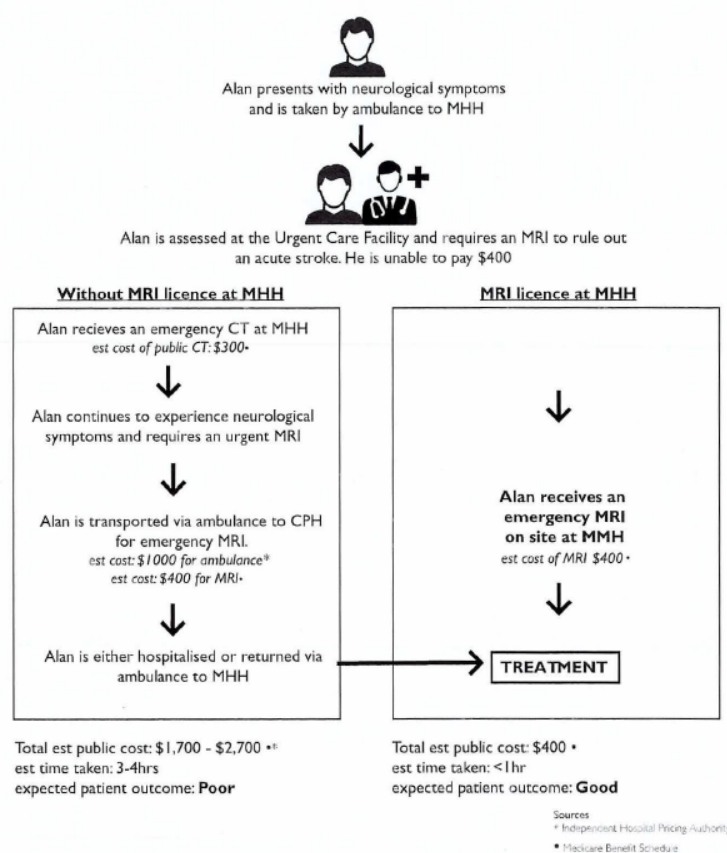 Alan presents with neurological symptoms
and is taken by ambulance to MHH
Alan is assessed at the Urgent Care Facility and requires an MRI to rule out
an acute stroke. He is unable to pay $400
Without MRI licence at MHH
Alan recieves an emergency CT at MHH
est cost of public CT: $300•
Alan continues to experience neurological
symptoms and requires an urgent MRI
Alan is transported via ambulance to CPH
for emergency MRI.
est cost: $1000 for ambulance*
est cost: $400 for MRI•
Alan is either hospitalised or returned via
ambulance to MHH
Total est public cost: $1,700 - $2,700 •*
est time taken: 3-4hrs
expected patient outcome: Poor
MRI licence at MHH
Alan receives an
emergency MRI
on site at MMH
est cost of MRI $400 •
TREATMENT
Total est public cost: $400 •
est time taken: <1hr
expected patient outcome: Good
Sources
* Independent Hospital Pricing Authority
• Medicare Benefit Schedule